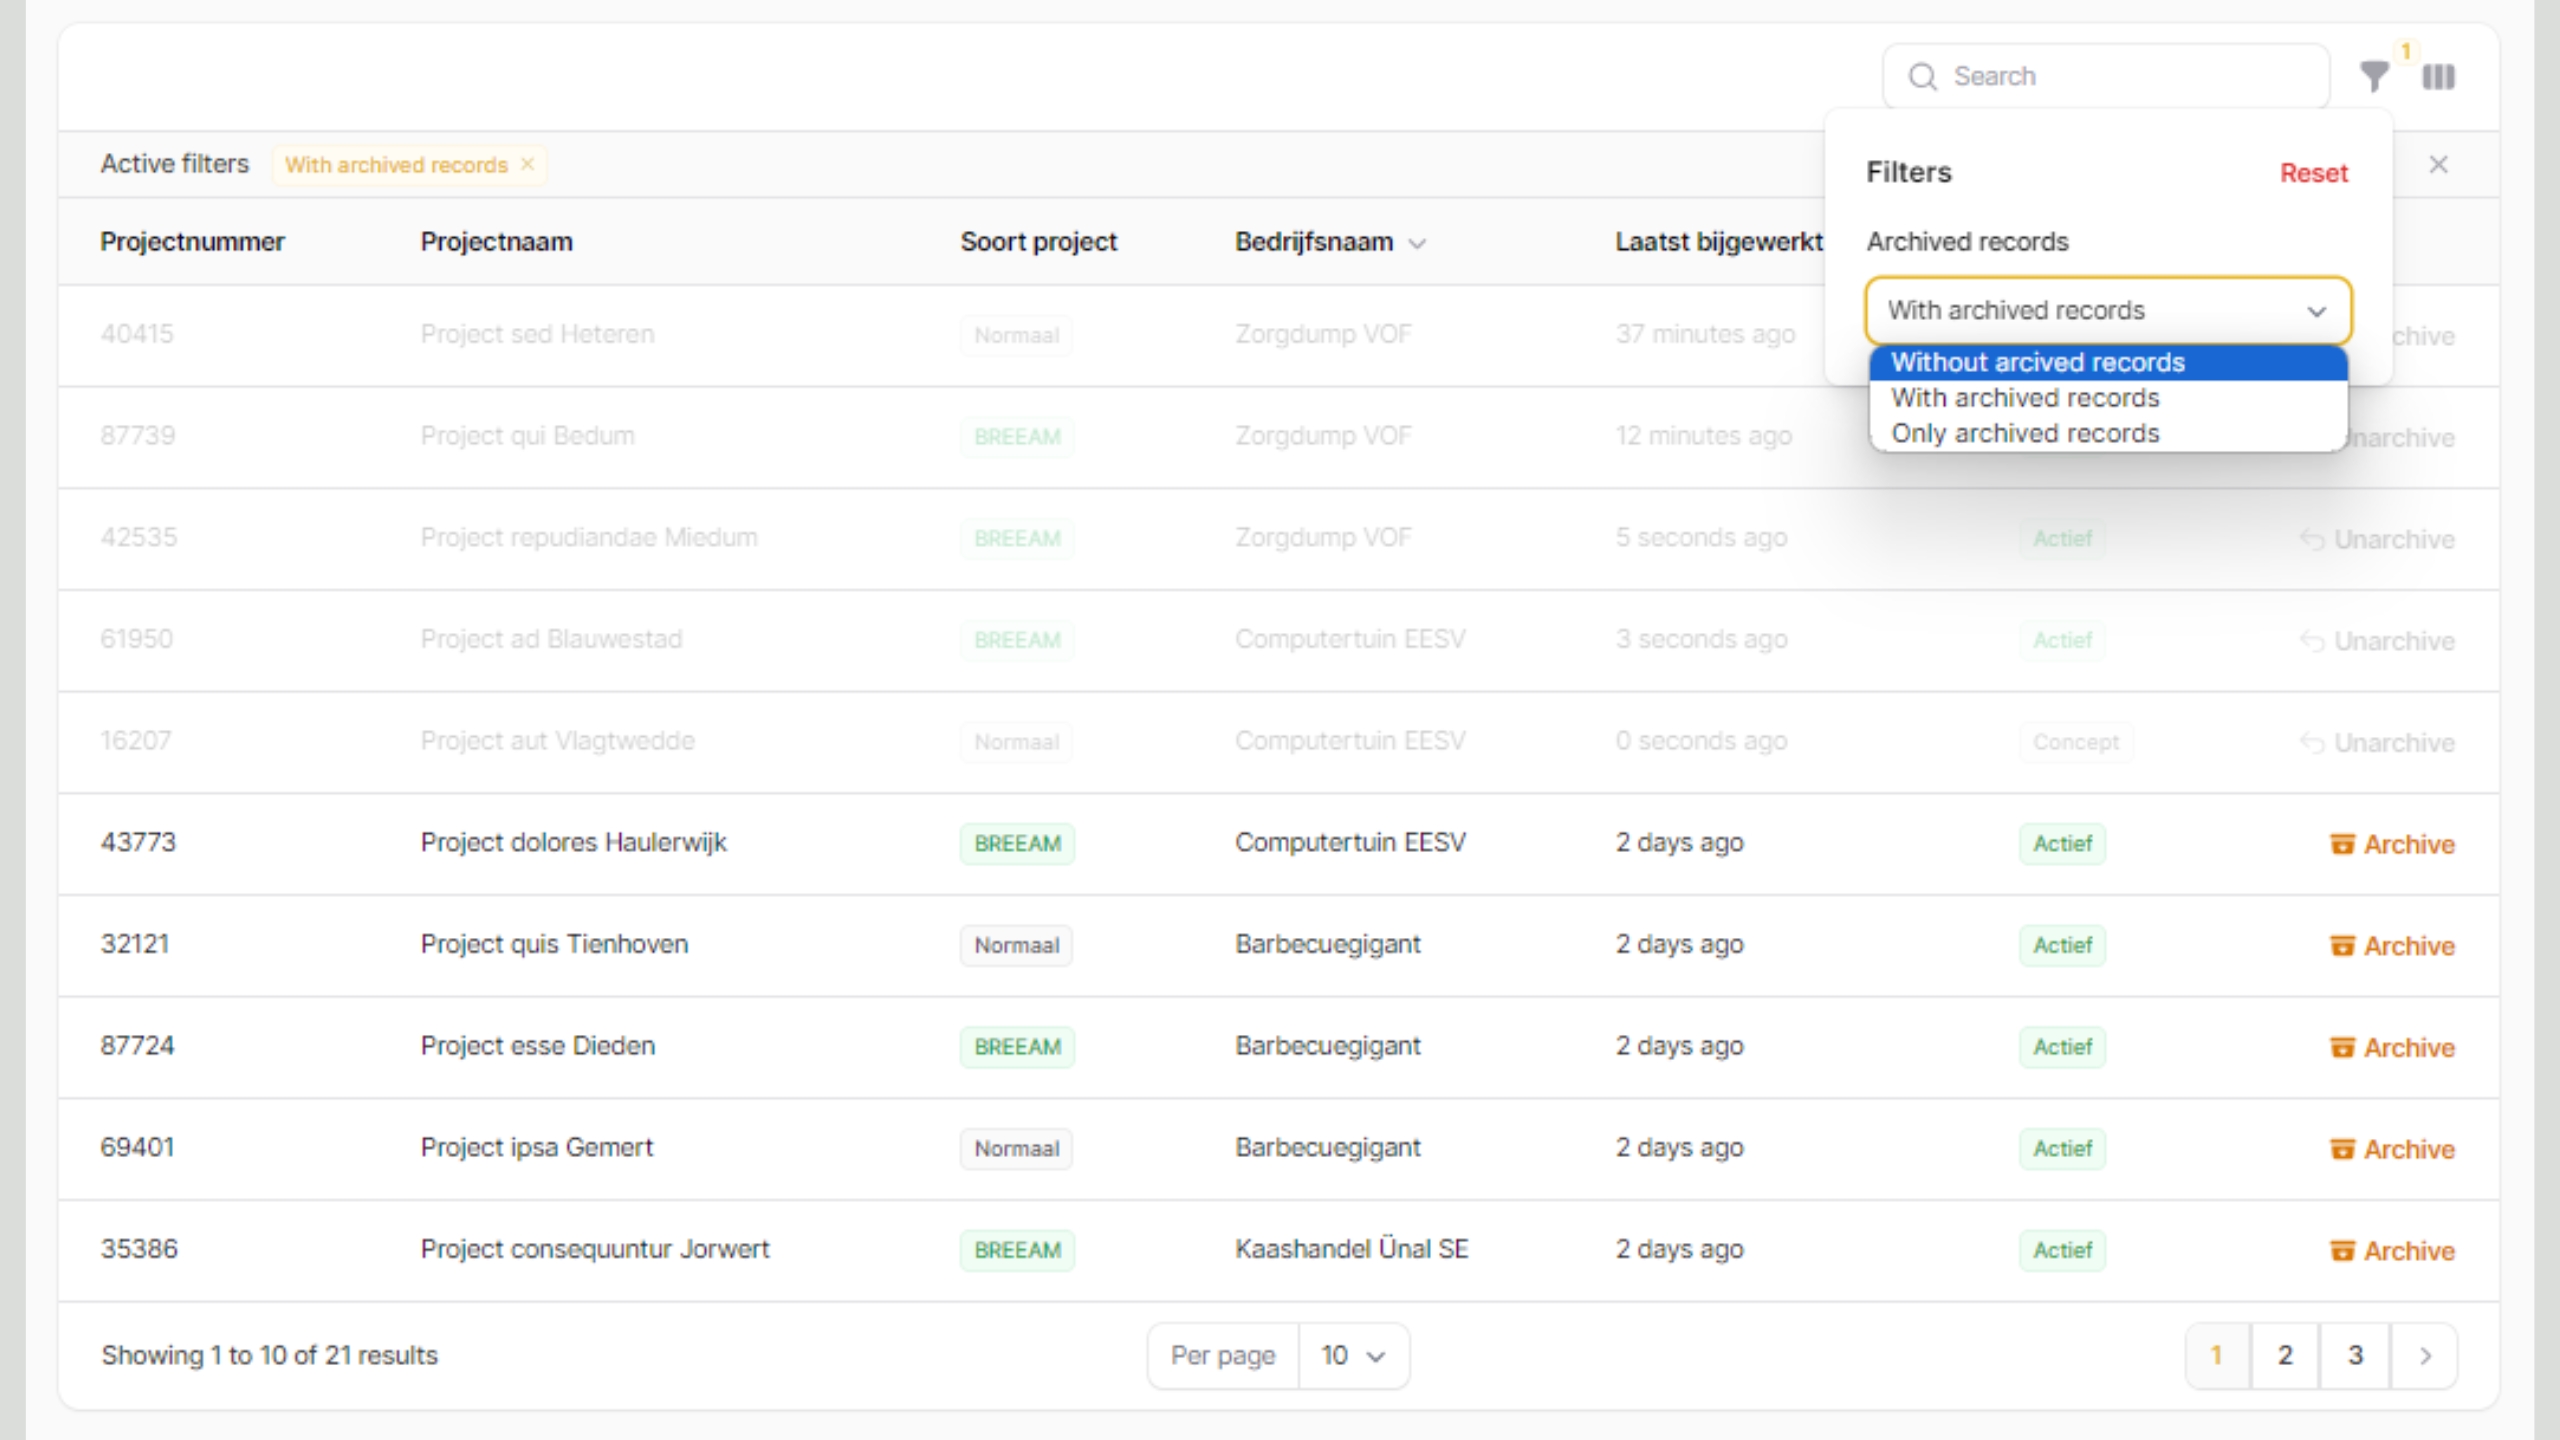 Search
1
Active filters With archived records
Filters Reset
Archived records
With archived records
Without arcived records
With archived records
Only archived records
Projectnummer Projectnaam Soort project Bedrijfsnaam Laatst bijgewerkt
40415 Project sed Heteren Normaal Zorgdump VOF 37 minutes ago chive
87739 Project qui Bedum BREEAM Zorgdump VOF 12 minutes ago narchive
42535 Project repudiandae Miedum BREEAM Zorgdump VOF 5 seconds ago Actief Unarchive
61950 Project ad Blauwestad BREEAM Computertuin EESV 3 seconds ago Actief Unarchive
16207 Project aut Vlagtwedde Normaal Computertuin EESV 0 seconds ago Concept Unarchive
43773 Project dolores Haulerwijk BREEAM Computertuin EESV 2 days ago Actief Archive
32121 Project quis Tienhoven Normaal Barbecuegigant 2 days ago Actief Archive
87724 Project esse Dieden BREEAM Barbecuegigant 2 days ago Actief Archive
69401 Project ipsa Gemert Normaal Barbecuegigant 2 days ago Actief Archive
35386 Project consequuntur Jorwert BREEAM Kaashandel Ünal SE 2 days ago Actief Archive
Showing 1 to 10 of 21 results Per page 10 1 2 3